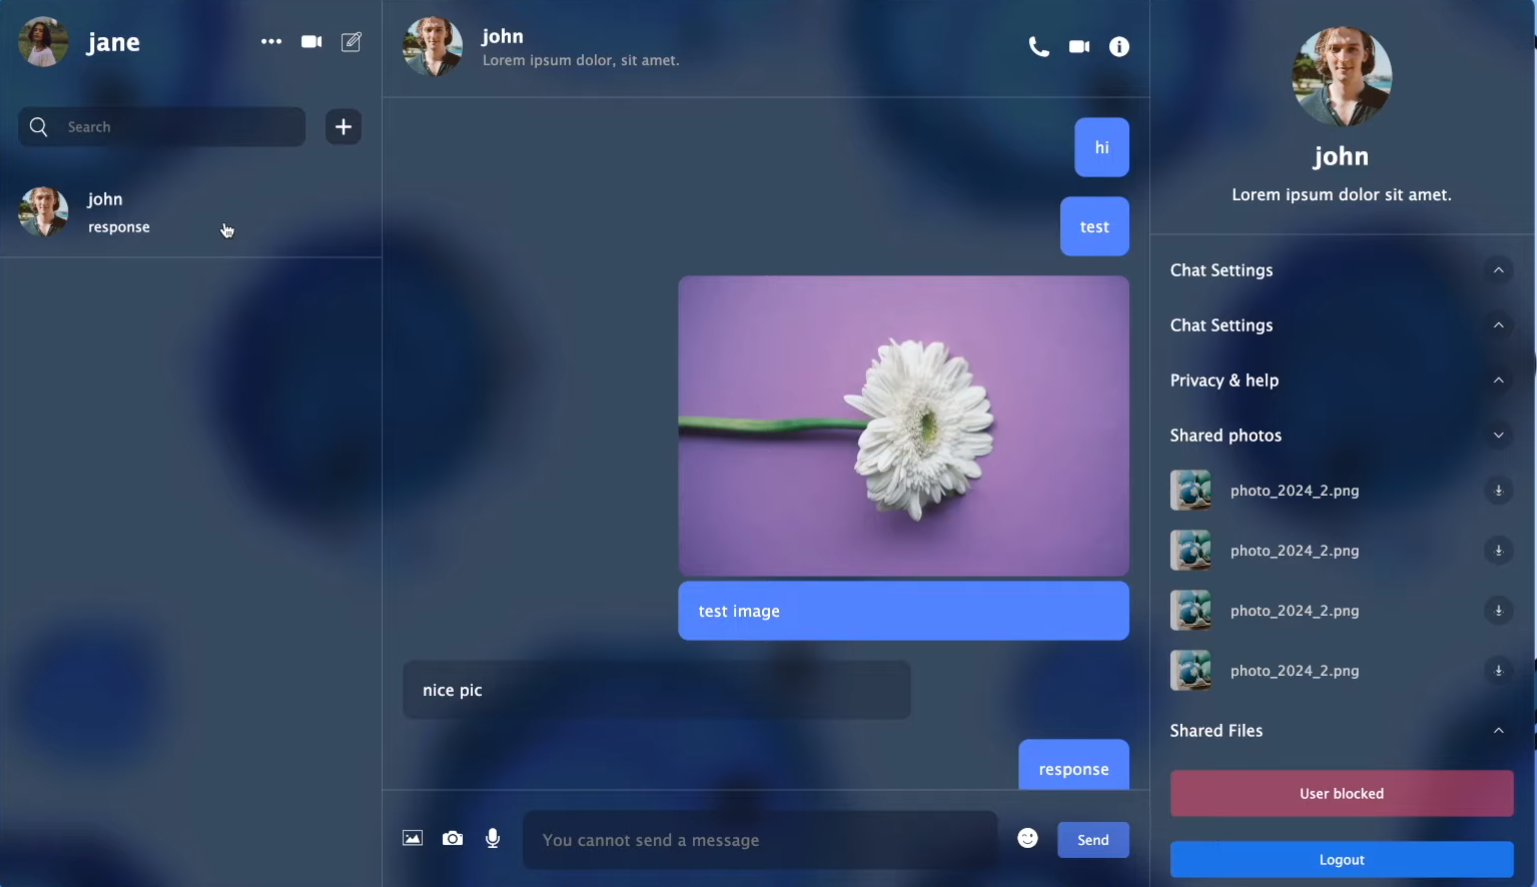 jane
Search
john
response
john
Lorem ipsum dolor, sit amet.
hi
test
test image
nice pic
response
You cannot send a message
Send
john
Lorem ipsum dolor sit amet.
Chat Settings
Chat Settings
Privacy & help
Shared photos
photo_2024_2.png
photo_2024_2.png
photo_2024_2.png
photo_2024_2.png
Shared Files
User blocked
Logout